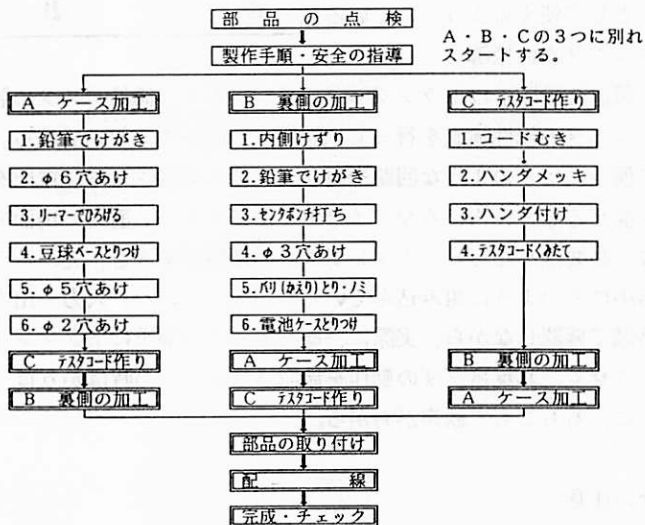 部品の点検
製作手順・安全の指導
A・B・Cの3つに別れ
スタートする。
A ケース加工
1.鉛筆でけがき
2.φ6穴あけ
3.リーマーでひろげる
4.豆球ベースとりつけ
5.φ5穴あけ
6.φ2穴あけ
C テスタコード作り
B 裏側の加工
B 裏側の加工
1.内側けずり
2.鉛筆でけがき
3.センタポンチ打ち
4.φ3穴あけ
5.バリ(かえり)とり・ノミ
6.電池ケースとりつけ
A ケース加工
C テスタコード作り
C テスタコード作り
1.コードむき
2.ハンダメッキ
3.ハンダ付け
4.テスタコードくみたて
B 裏側の加工
A ケース加工
部品の取り付け
配線
完成・チェック